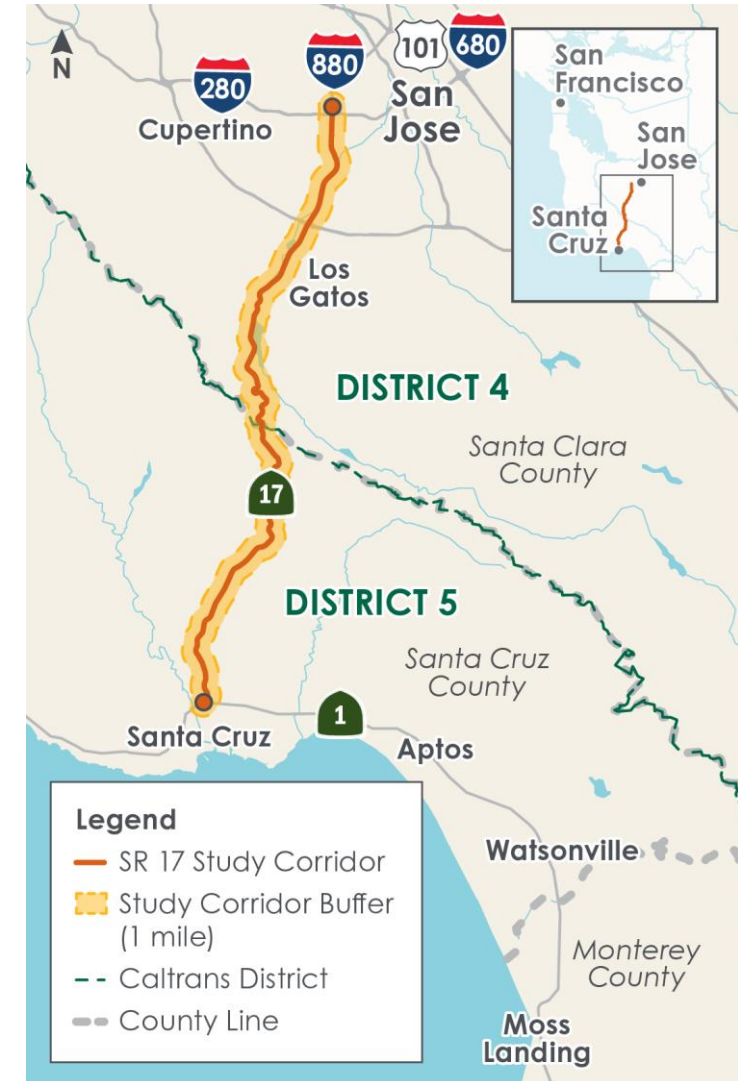 N
280
880
101
680
Cupertino
San
Jose
San
Francisco
San
Jose
Santa
Cruz
Los
Gatos
DISTRICT 4
Santa Clara
County
17
DISTRICT 5
Santa Cruz
County
Santa Cruz
1
Aptos
Watsonville
Monterey
County
Moss
Landing
Legend
SR 17 Study Corridor
Study Corridor Buffer
(1 mile)
Caltrans District
County Line